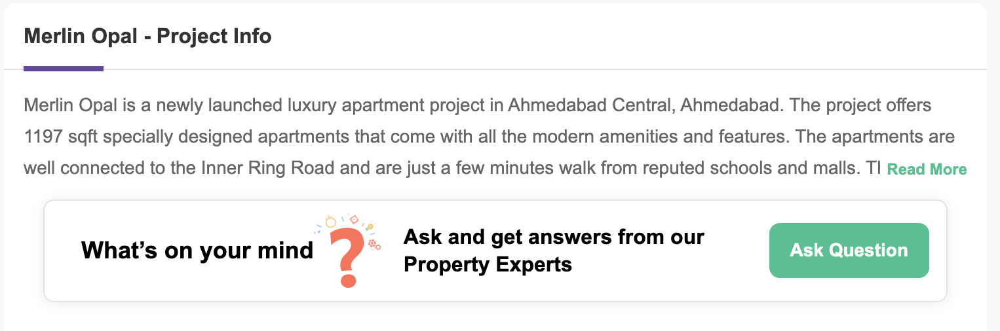 Merlin Opal - Project Info
Merlin Opal is a newly launched luxury apartment project in Ahmedabad Central, Ahmedabad. The project offers
1197 sqft specially designed apartments that come with all the modern amenities and features. The apartments are
well connected to the Inner Ring Road and are just a few minutes walk from reputed schools and malls. Read More
What’s on your mind ?
Ask and get answers from our
Property Experts
Ask Question